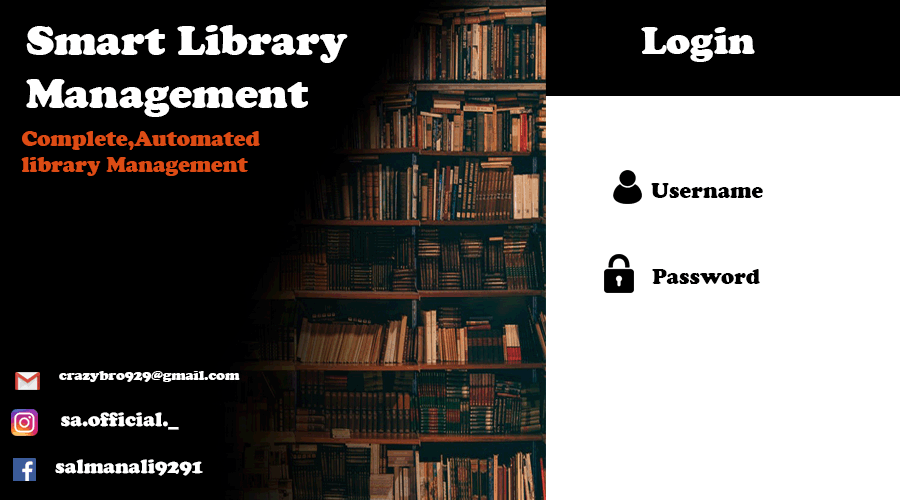 Smart Library
Management
Complete,Automated
library Management
crazybro929@gmail.com
sa.official._
salmanali9291
Login
Username
Password